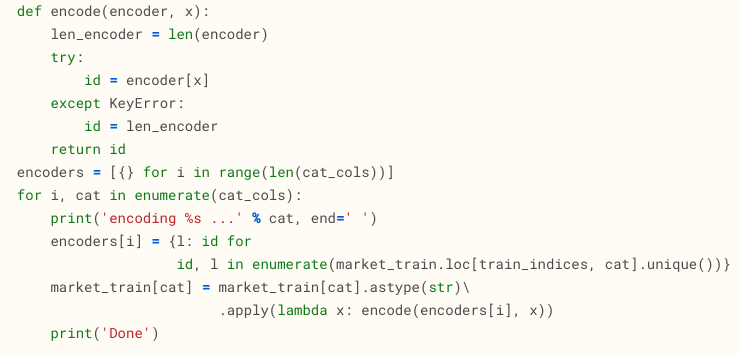 def encode(encoder, x):
    len_encoder = len(encoder)
    try:
        id = encoder[x]
    except KeyError:
        id = len_encoder
    return id
encoders = [{} for i in range(len(cat_cols))]
for i, cat in enumerate(cat_cols):
    print('encoding %s ...' % cat, end=' ')
    encoders[i] = {l: id for
                   id, l in enumerate(market_train.loc[train_indices, cat].unique())}
    market_train[cat] = market_train[cat].astype(str)\
                        .apply(lambda x: encode(encoders[i], x))
    print('Done')